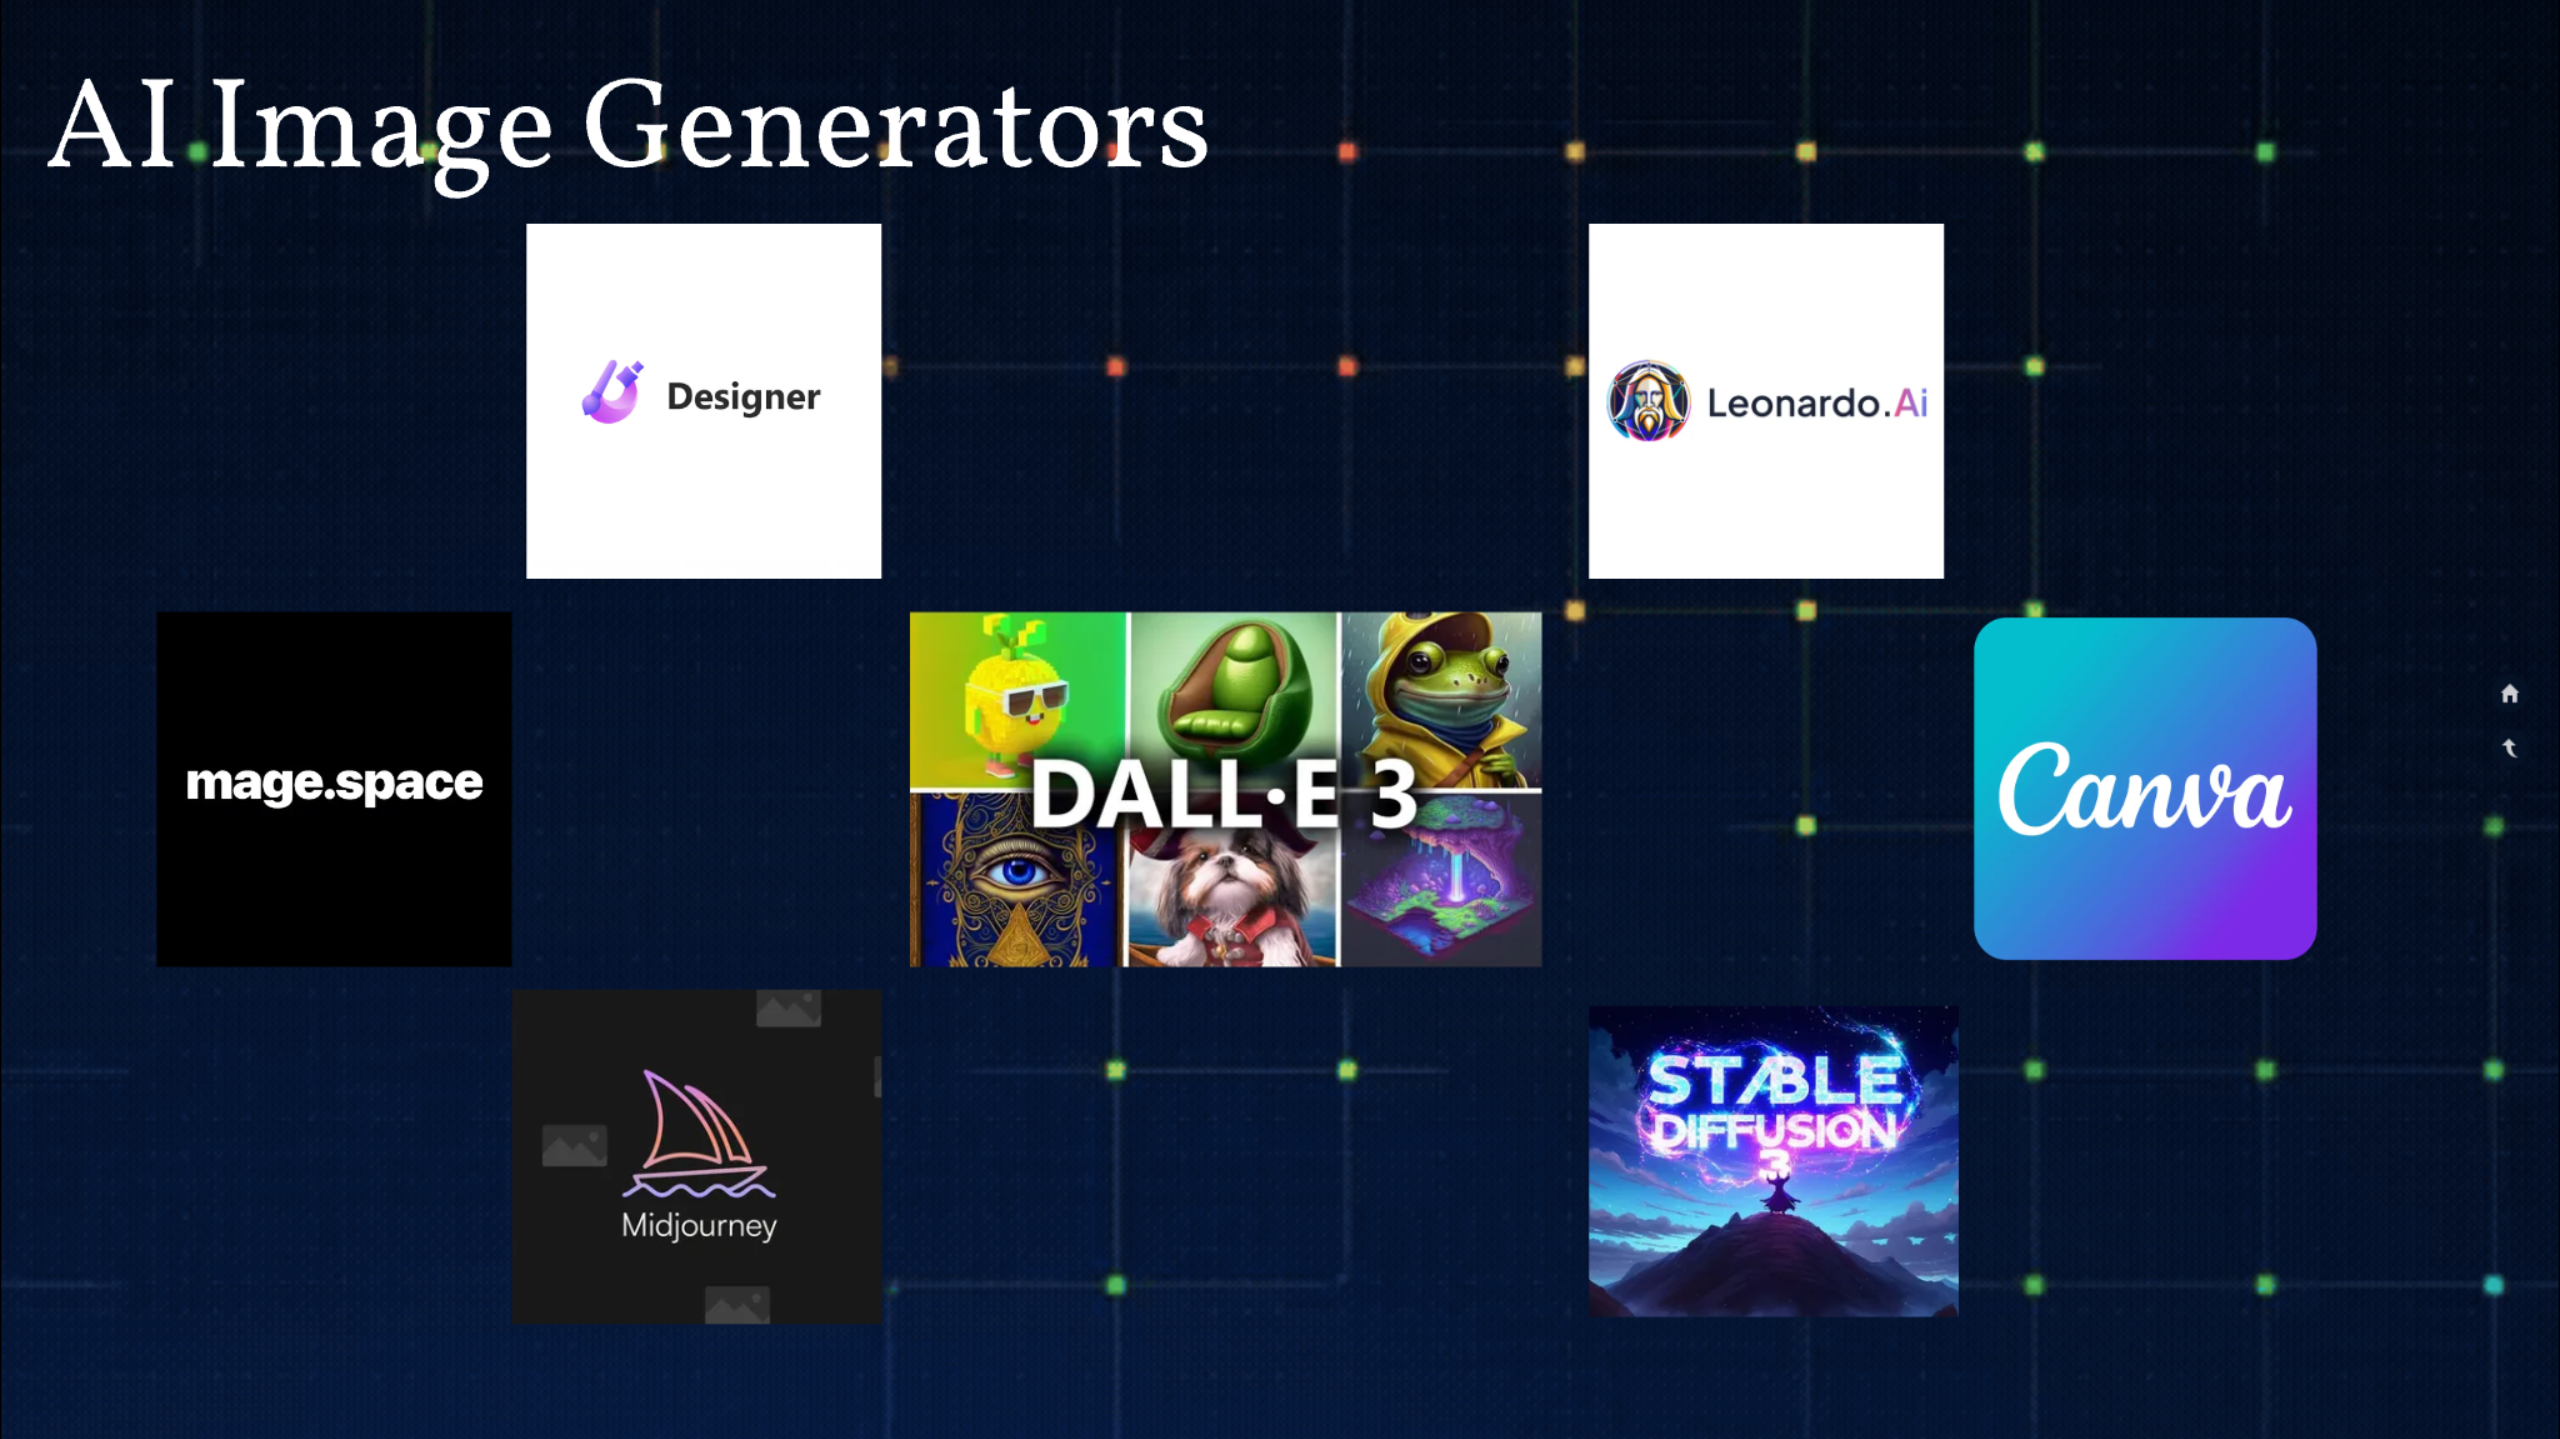 AI Image Generators
Designer
Leonardo.Ai
mage.space
DALL·E 3
Canva
Midjourney
STABLE
DIFFUSION
3